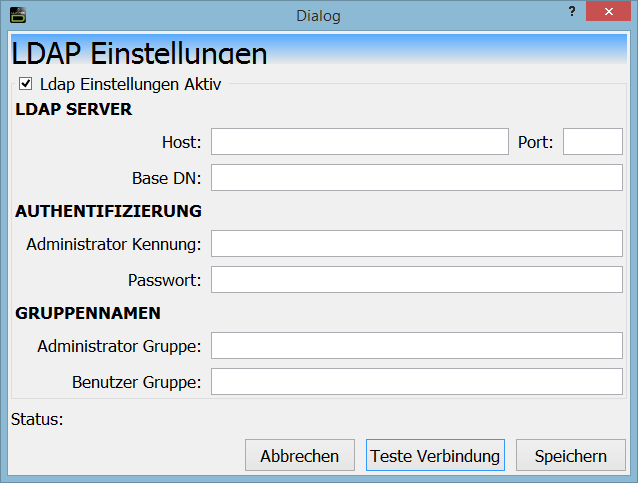 Dialog
?
LDAP Einstellungen
Ldap Einstellungen Aktiv
LDAP SERVER
Host: Port:
Base DN:
AUTHENTIFIZIERUNG
Administrator Kennung:
Passwort:
GRUPPENNAMEN
Administrator Gruppe:
Benutzer Gruppe:
Status:
Abbrechen Teste Verbindung Speichern